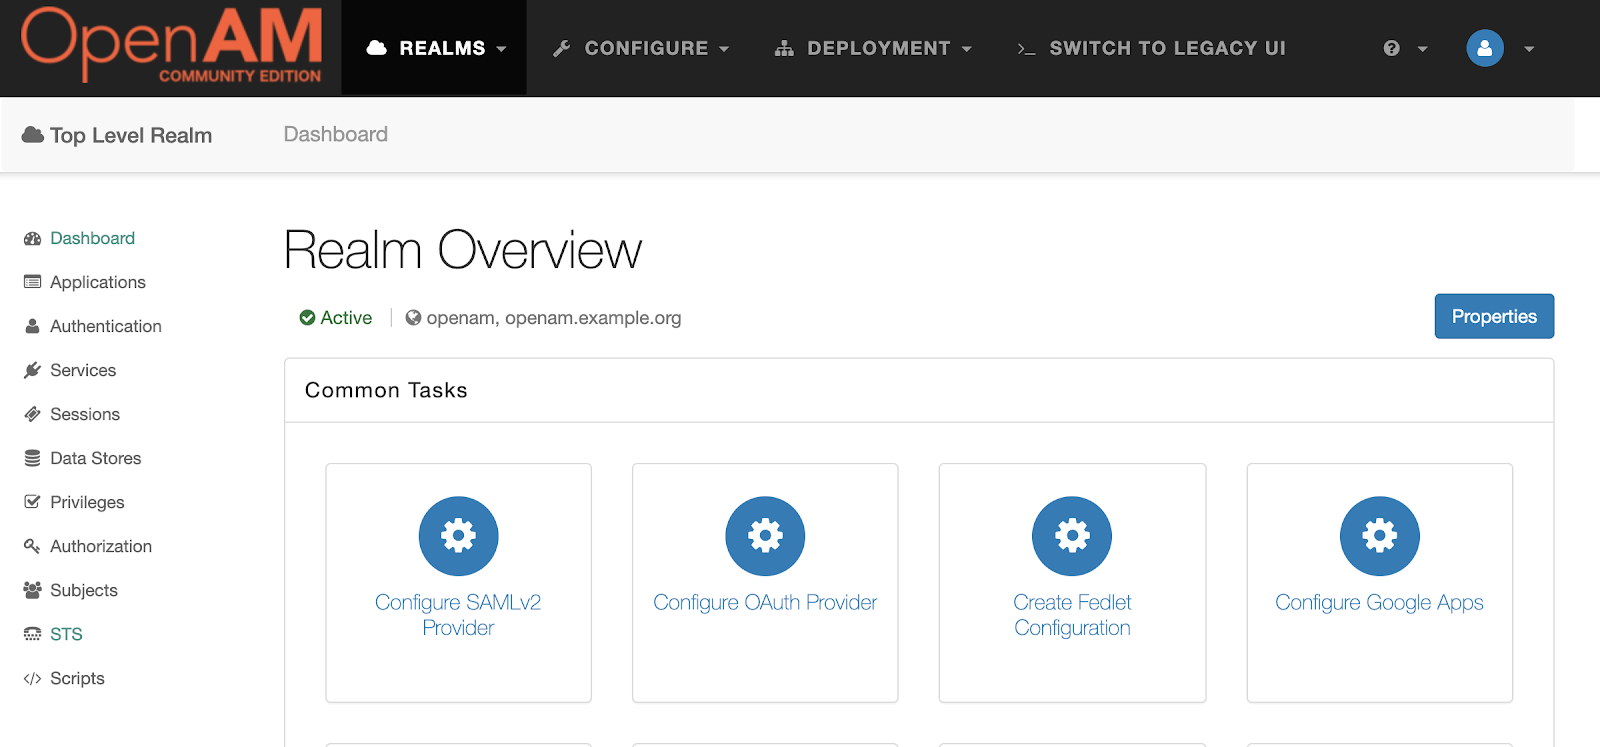 OpenAM
COMMUNITY EDITION
REALMS
CONFIGURE
DEPLOYMENT
SWITCH TO LEGACY UI
Top Level Realm
Dashboard
Dashboard
Applications
Authentication
Services
Sessions
Data Stores
Privileges
Authorization
Subjects
STS
Scripts
Realm Overview
Active
openam, openam.example.org
Properties
Common Tasks
Configure SAMLv2
Provider
Configure OAuth Provider
Create Fedlet
Configuration
Configure Google Apps